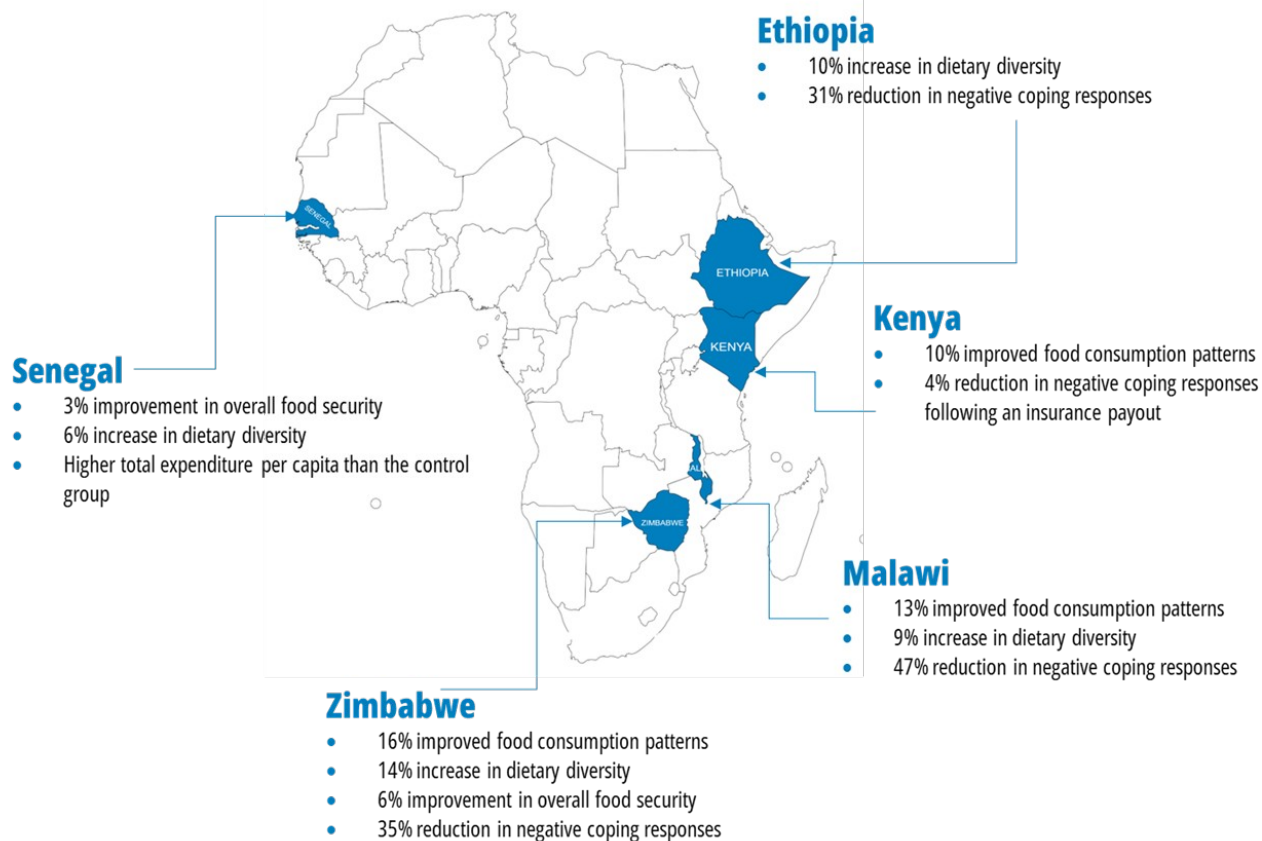 Ethiopia
• 10% increase in dietary diversity
• 31% reduction in negative coping responses
SENEGAL
ETHIOPIA
Kenya
• 10% improved food consumption patterns
• 4% reduction in negative coping responses
following an insurance payout
KENYA
Senegal
• 3% improvement in overall food security
• 6% increase in dietary diversity
• Higher total expenditure per capita than the control
group
ZIMBABWE
Malawi
• 13% improved food consumption patterns
• 9% increase in dietary diversity
• 47% reduction in negative coping responses
Zimbabwe
• 16% improved food consumption patterns
• 14% increase in dietary diversity
• 6% improvement in overall food security
• 35% reduction in negative coping responses